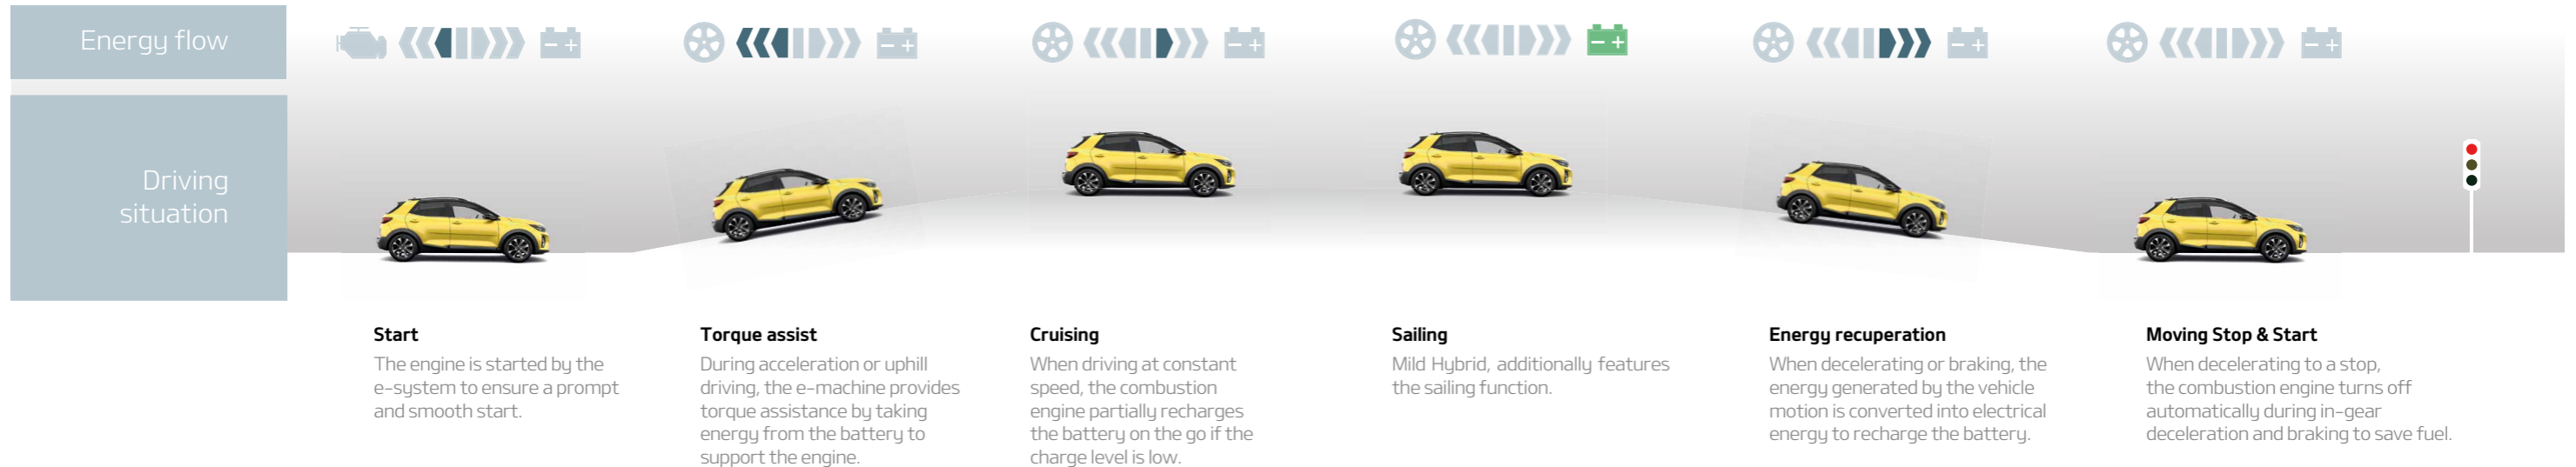 Energy flow
Driving
situation
Start
The engine is started by the
e-system to ensure a prompt
and smooth start.
Torque assist
During acceleration or uphill
driving, the e-machine provides
torque assistance by taking
energy from the battery to
support the engine.
Cruising
When driving at constant
speed, the combustion
engine partially recharges
the battery on the go if the
charge level is low.
Sailing
Mild Hybrid, additionally features
the sailing function.
Energy recuperation
When decelerating or braking, the
energy generated by the vehicle
motion is converted into electrical
energy to recharge the battery.
Moving Stop & Start
When decelerating to a stop,
the combustion engine turns off
automatically during in-gear
deceleration and braking to save fuel.